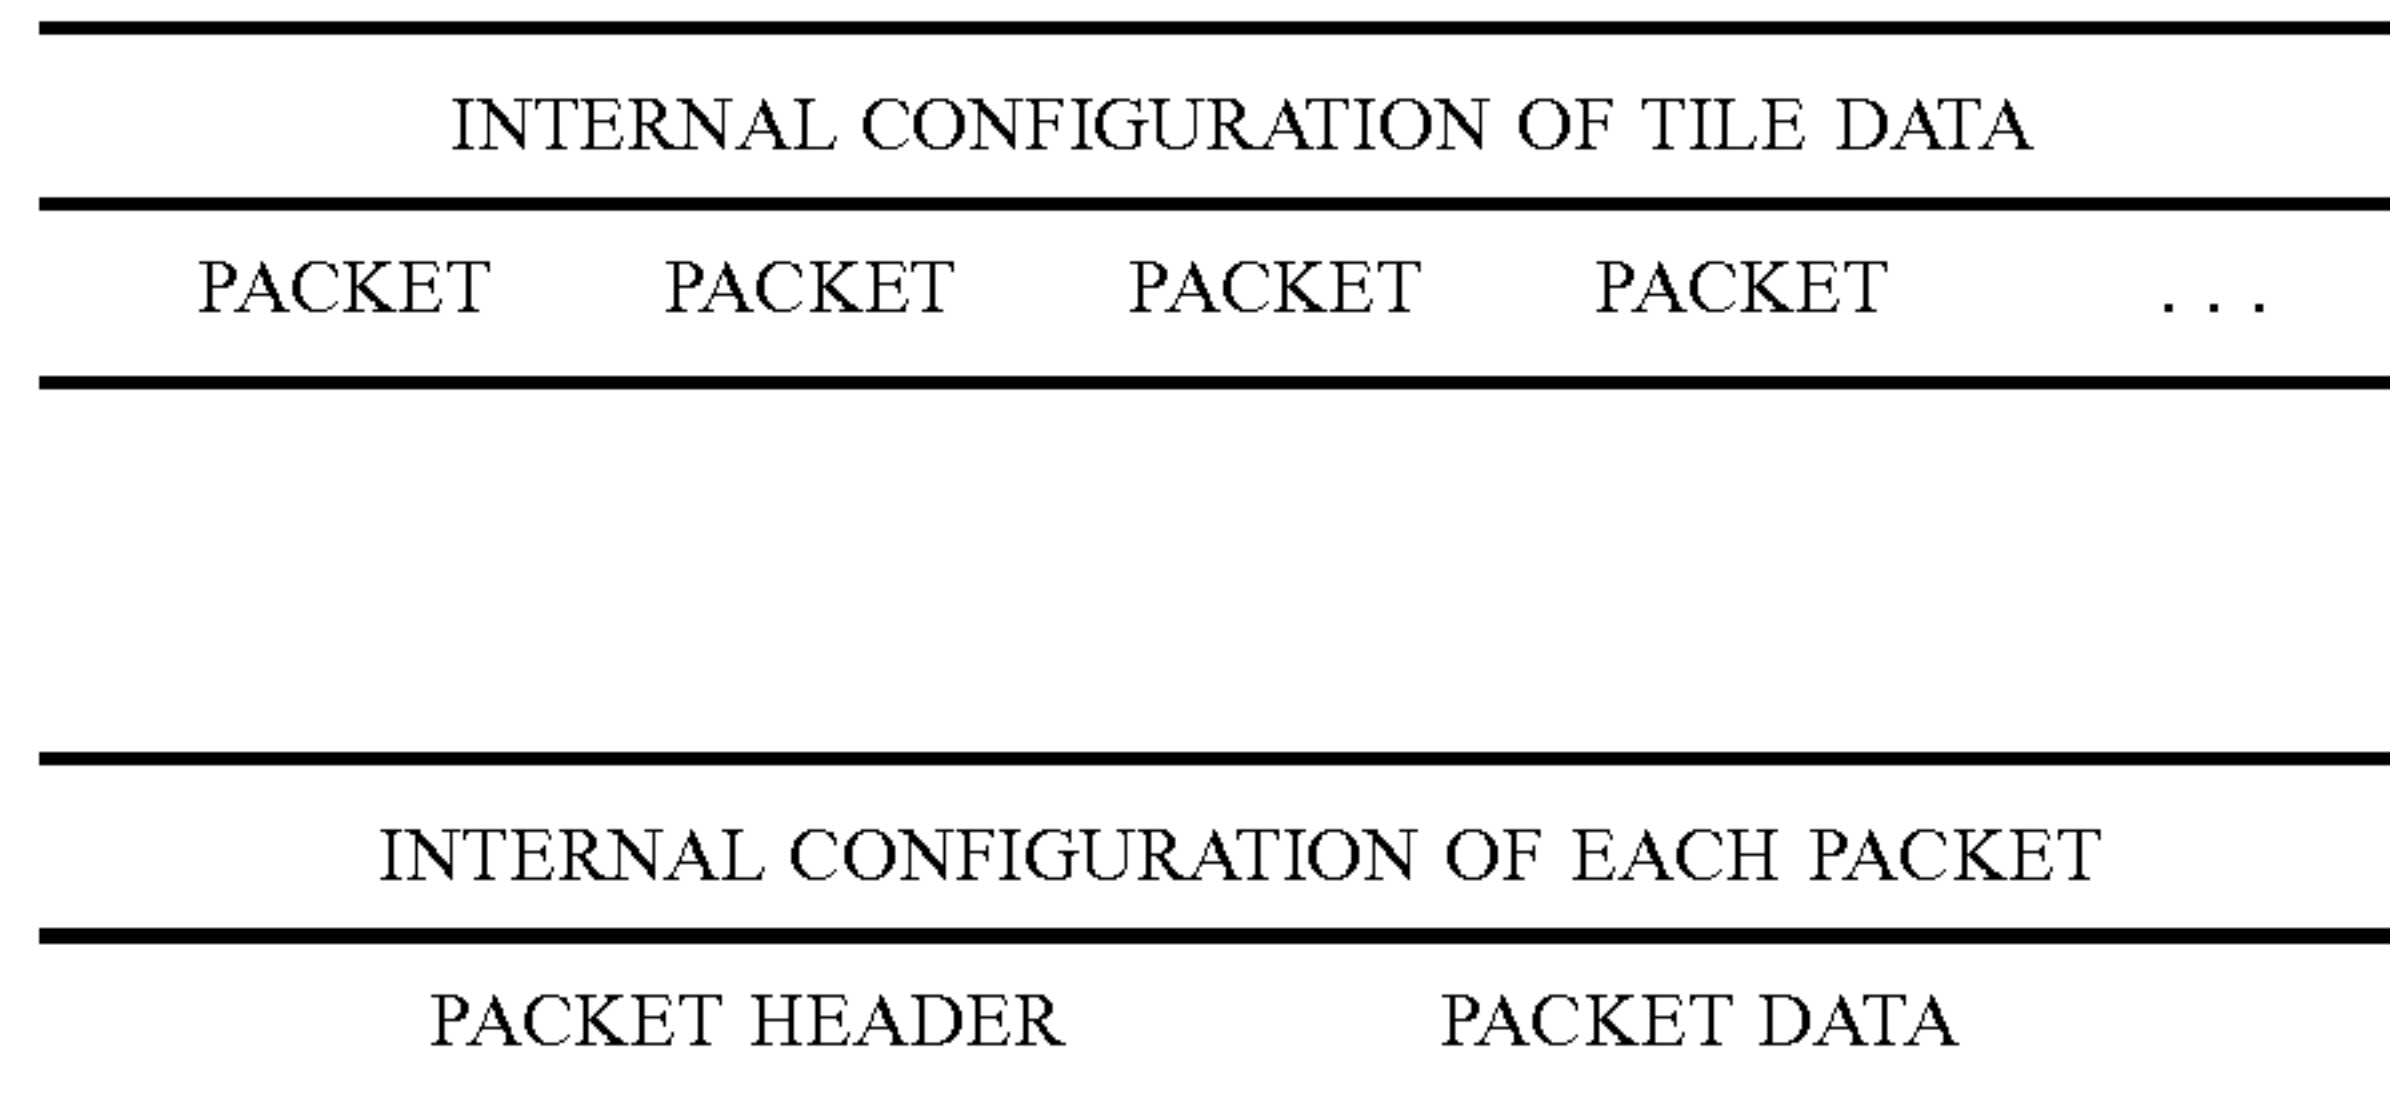 INTERNAL CONFIGURATION OF TILE DATA
PACKET PACKET PACKET PACKET . . .
INTERNAL CONFIGURATION OF EACH PACKET
PACKET HEADER PACKET DATA